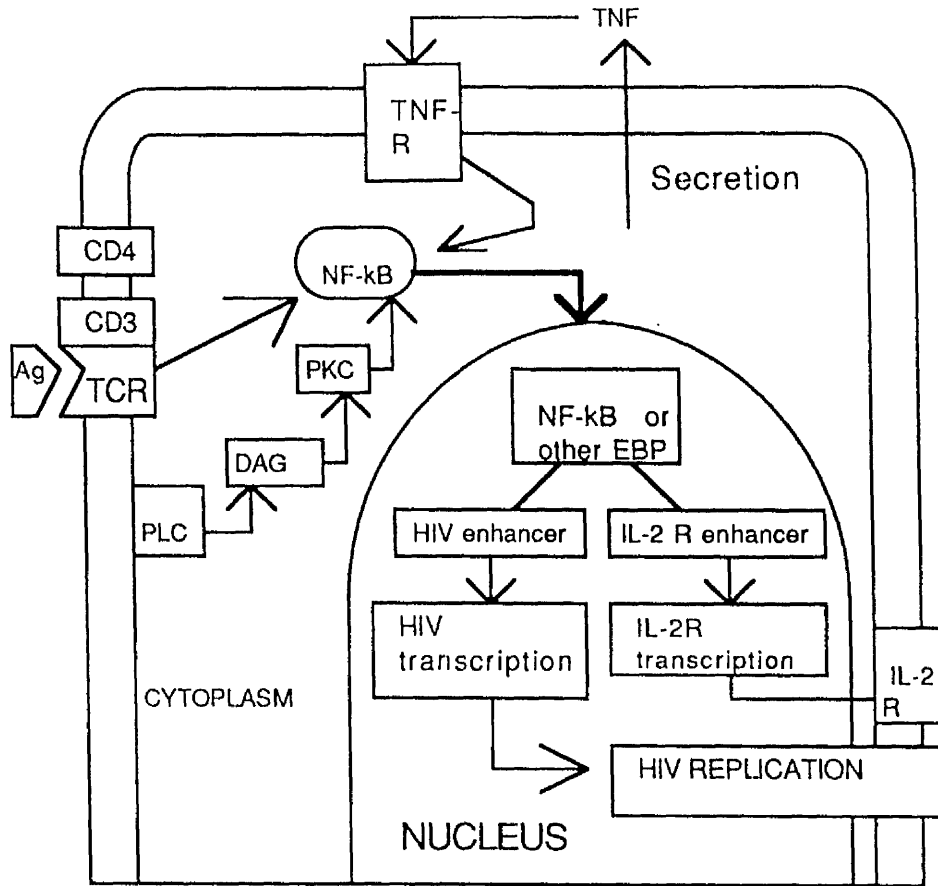 TNF
TNF-
R
Secretion
CD4
NF-kB
CD3
Ag
TCR
PKC
NF-kB or
other EBP
DAG
PLC
HIV enhancer
IL-2 R enhancer
HIV
transcription
IL-2R
transcription
IL-2
R
CYTOPLASM
HIV REPLICATION
NUCLEUS